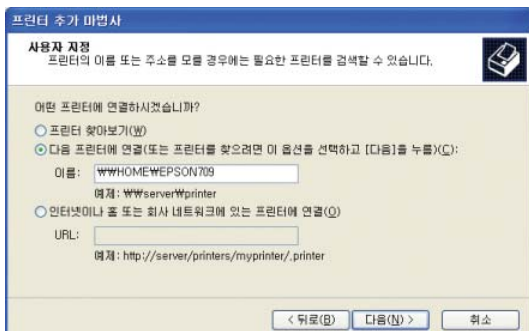 프린터 추가 마법사
사용자 지정
프린터의 이름 또는 주소를 모를 경우에는 필요한 프린터를 검색할 수 있습니다.
어떤 프린터에 연결하시겠습니까?
프린터 찾아보기(W)
다음 프린터에 연결(또는 프린터를 찾으려면 이 옵션을 선택하고 [다음]을 누름)(C):
이름: ₩₩HOME₩EPSON709
예제: ₩₩server₩printer
인터넷이나 홈 또는 회사 네트워크에 있는 프린터에 연결(O)
URL:
예제: http://server/printers/myprinter/.printer
< 뒤로(B) 다음(N) > 취소